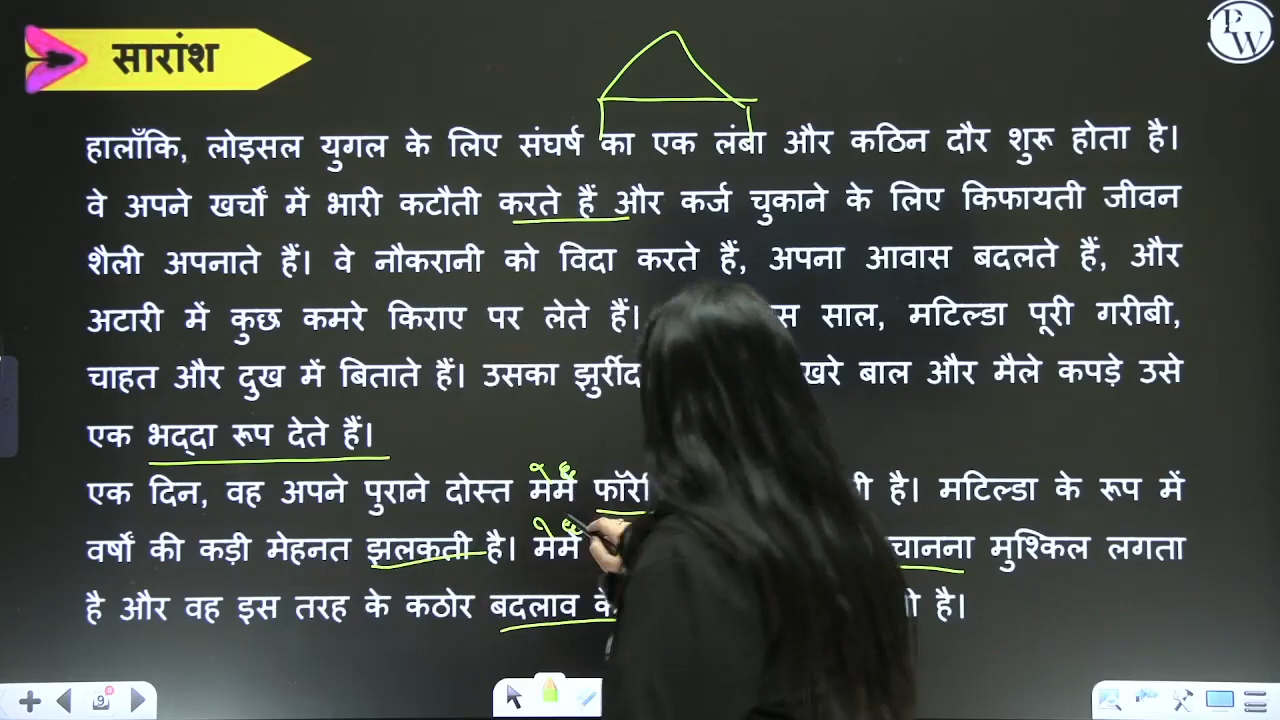 सारांश
PW
हालाँकि, लोइसल युगल के लिए संघर्ष का एक लंबा और कठिन दौर शुरू होता है।
वे अपने खर्चों में भारी कटौती करते हैं और कर्ज चुकाने के लिए किफायती जीवन
शैली अपनाते हैं। वे नौकरानी को विदा करते हैं, अपना आवास बदलते हैं, और
अटारी में कुछ कमरे किराए पर लेते हैं। साल, मटिल्डा पूरी गरीबी,
चाहत और दुख में बिताते हैं। उसका बाल और मैले कपड़े उसे
एक भद्दा रूप देते हैं।
एक दिन, वह अपने पुराने दोस्त मेमे है। मटिल्डा के रूप में
वर्षों की कड़ी मेहनत झलकती है। मेमे मुश्किल लगता
है और वह इस तरह के कठोर बदलाव है।
9